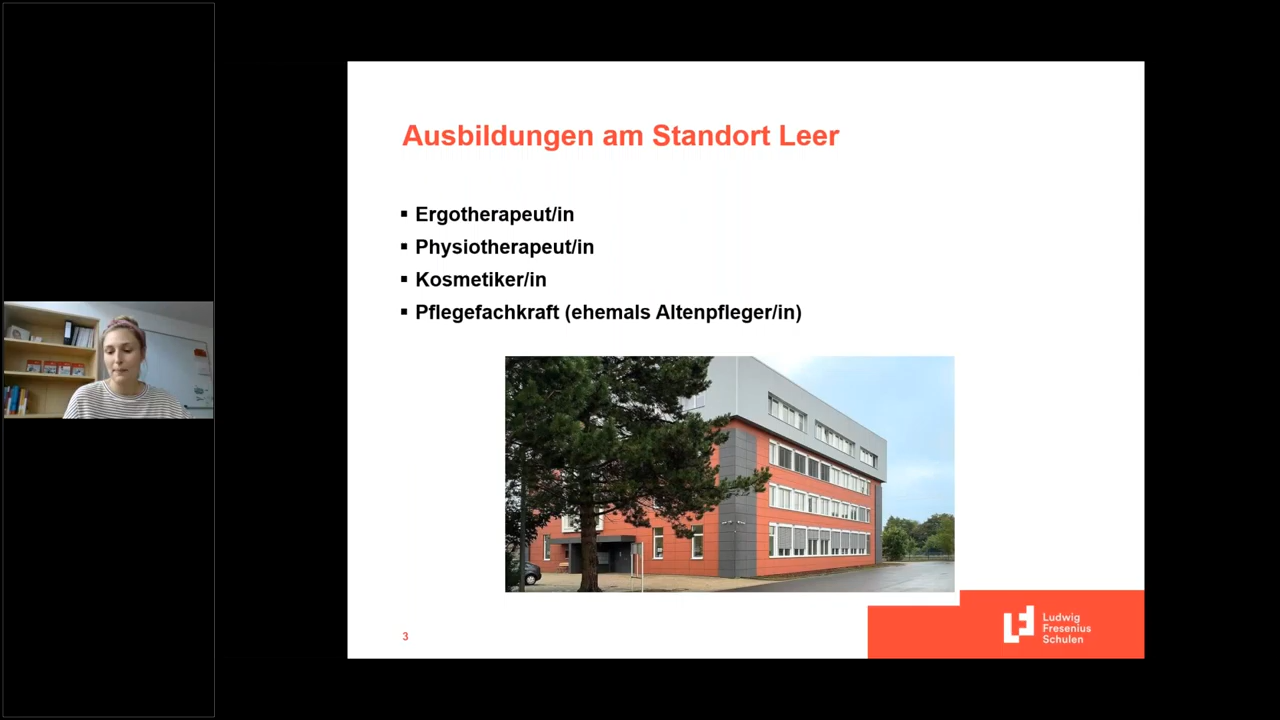 Ausbildungen am Standort Leer
▪ Ergotherapeut/in
▪ Physiotherapeut/in
▪ Kosmetiker/in
▪ Pflegefachkraft (ehemals Altenpfleger/in)
3
Ludwig
Fresenius
Schulen